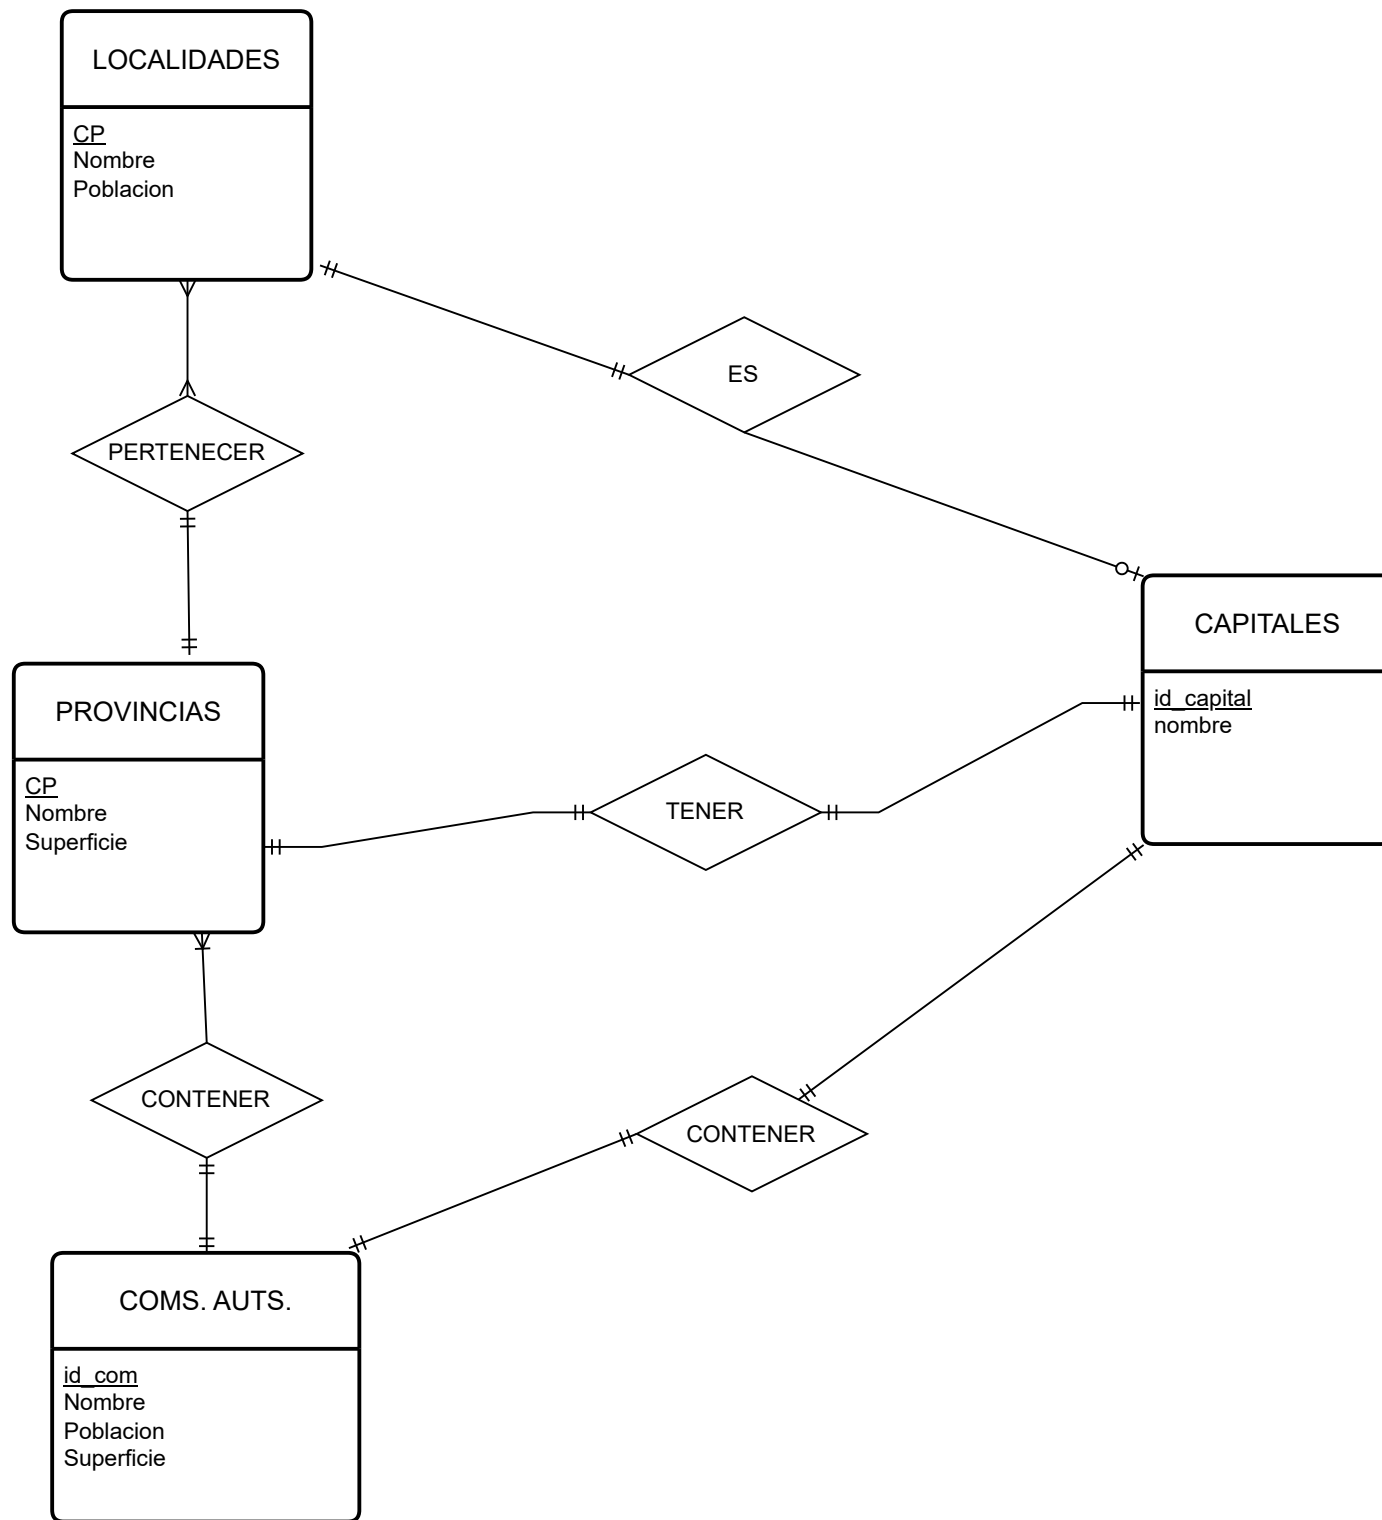 LOCALIDADES
CP
Nombre
Poblacion
ES
PERTENECER
CAPITALES
id_capital
nombre
PROVINCIAS
CP
Nombre
Superficie
TENER
CONTENER
CONTENER
COMS. AUTS.
id_com
Nombre
Poblacion
Superficie